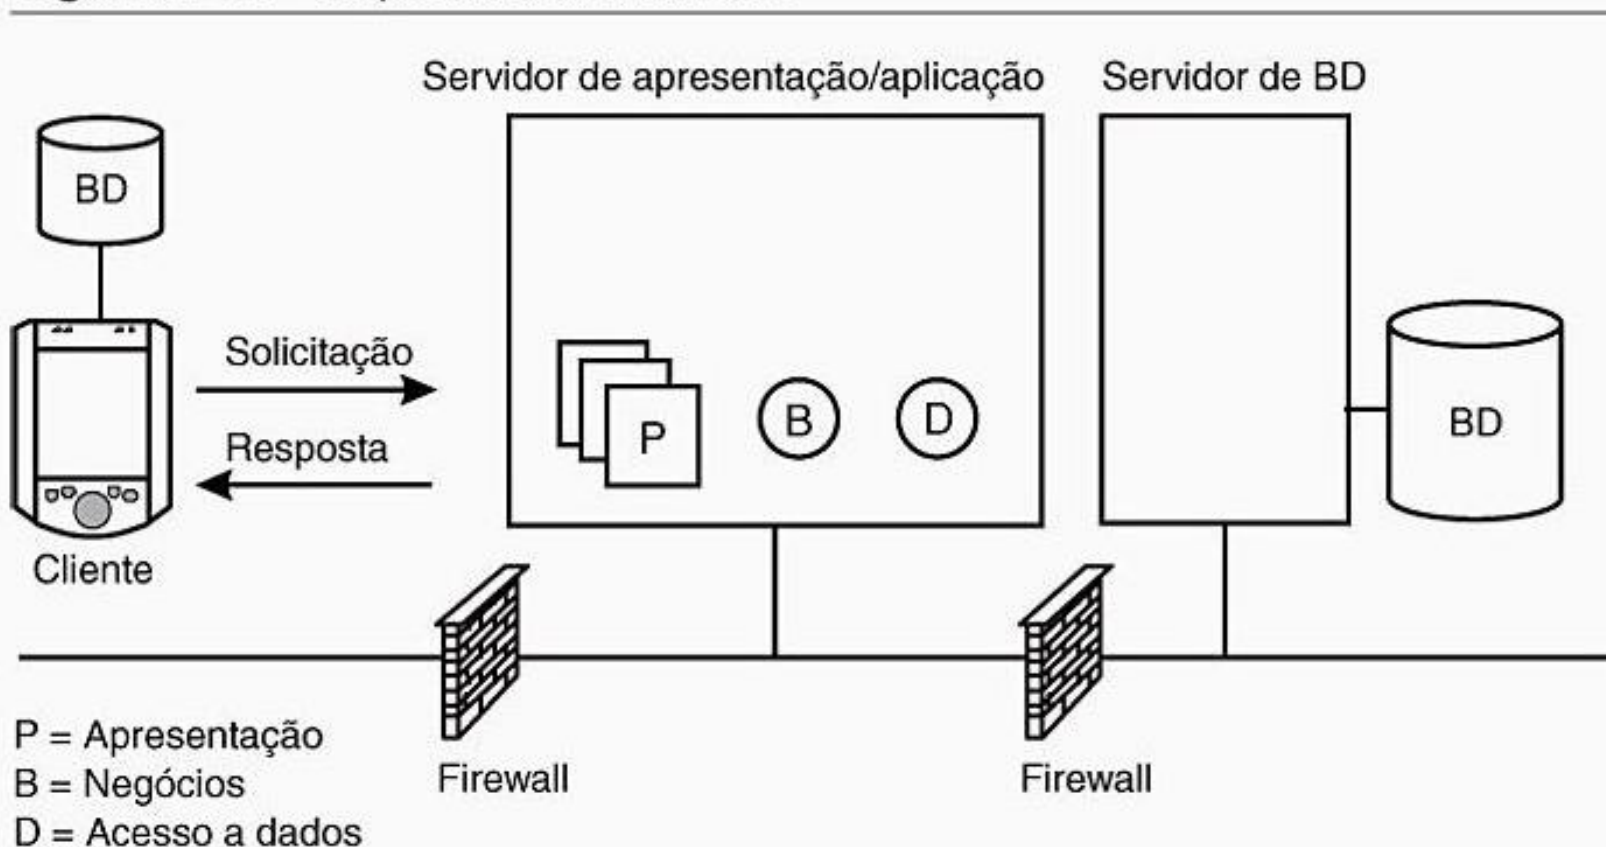 Servidor de apresentação/aplicação
Servidor de BD
BD
Solicitação
Resposta
P
B
D
BD
Cliente
Firewall
Firewall
P = Apresentação
B = Negócios
D = Acesso a dados